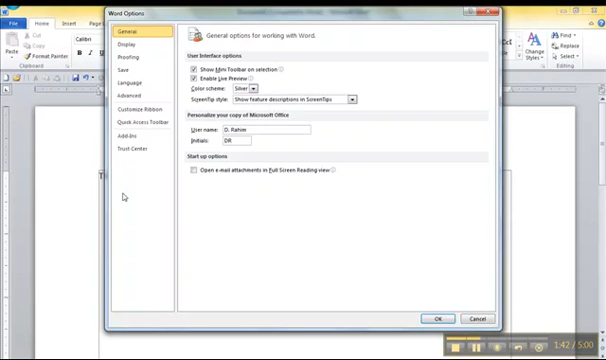 Word Options
File
Home
Insert
Page
Cut
Copy
Paste
Format Painter
Clipboard
Calibri
B I U
General
Display
Proofing
Save
Language
Advanced
Customize Ribbon
Quick Access Toolbar
Add-Ins
Trust Center
General options for working with Word.
User Interface options
Show Mini Toolbar on selection
Enable Live Preview
Color scheme: Silver
ScreenTip style: Show feature descriptions in ScreenTips
Personalize your copy of Microsoft Office
User name: D. Rahim
Initials: DR
Start up options
Open e-mail attachments in Full Screen Reading view
OK
Cancel
Change
Styles
Find
Replace
Select
Editing
1:42 / 5:00